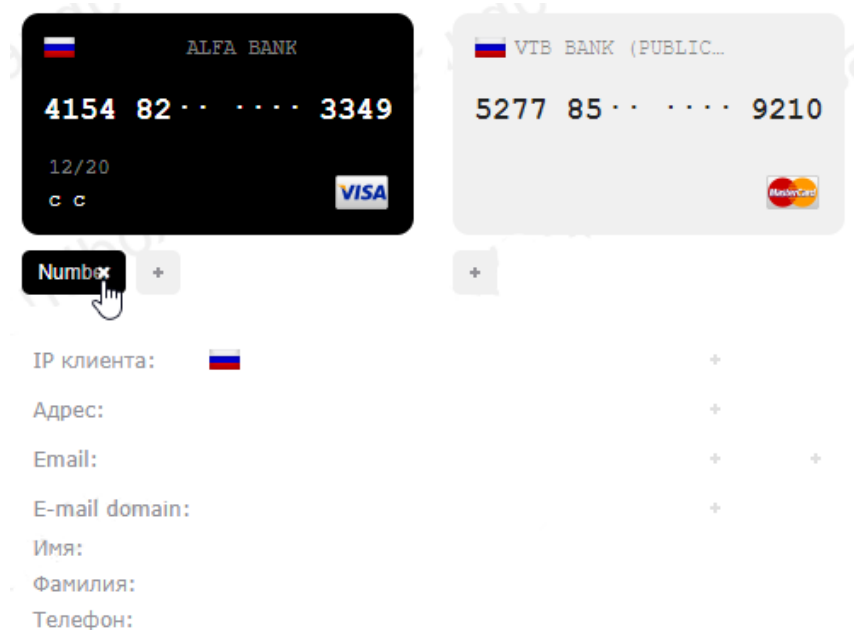 ALFA BANK
4154 82·· ···· 3349
12/20
c c
VISA
VTB BANK (PUBLIC…
5277 85·· ···· 9210
MasterCard
Number
+
+
IP клиента:
+
Адрес:
+
Email:
+ +
E-mail domain:
+
Имя:
Фамилия:
Телефон: